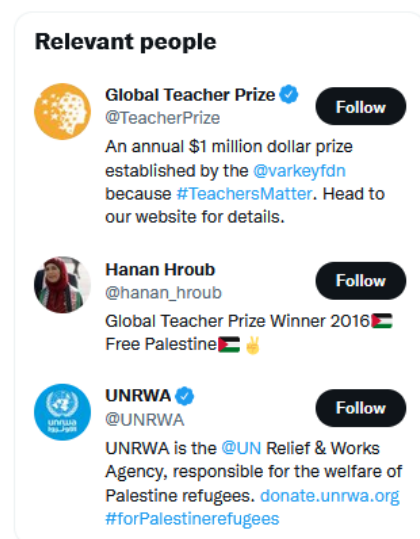 Relevant people
Global Teacher Prize
@TeacherPrize
Follow
An annual $1 million dollar prize
established by the @varkeyfdn
because #TeachersMatter. Head to
our website for details.
Hanan Hroub
@hanan_hroub
Follow
Global Teacher Prize Winner 2016🇵🇸
Free Palestine🇵🇸✌️
unrwa
الأونروا
UNRWA
@UNRWA
Follow
UNRWA is the @UN Relief & Works
Agency, responsible for the welfare of
Palestine refugees. donate.unrwa.org
#forPalestinerefugees